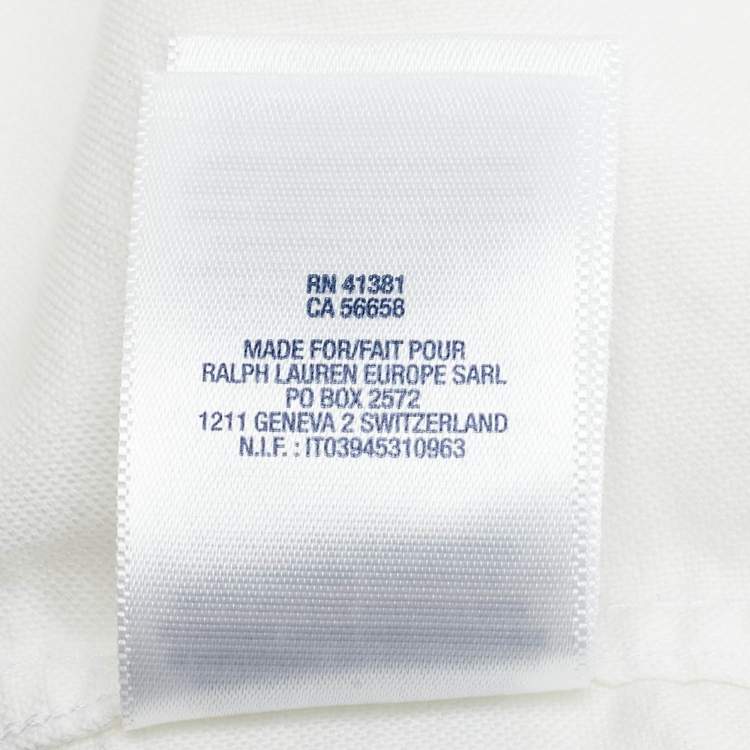 RN 41381
CA 56658
MADE FOR/FAIT POUR
RALPH LAUREN EUROPE SARL
PO BOX 2572
1211 GENEVA 2 SWITZERLAND
N.I.F. : IT03945310963